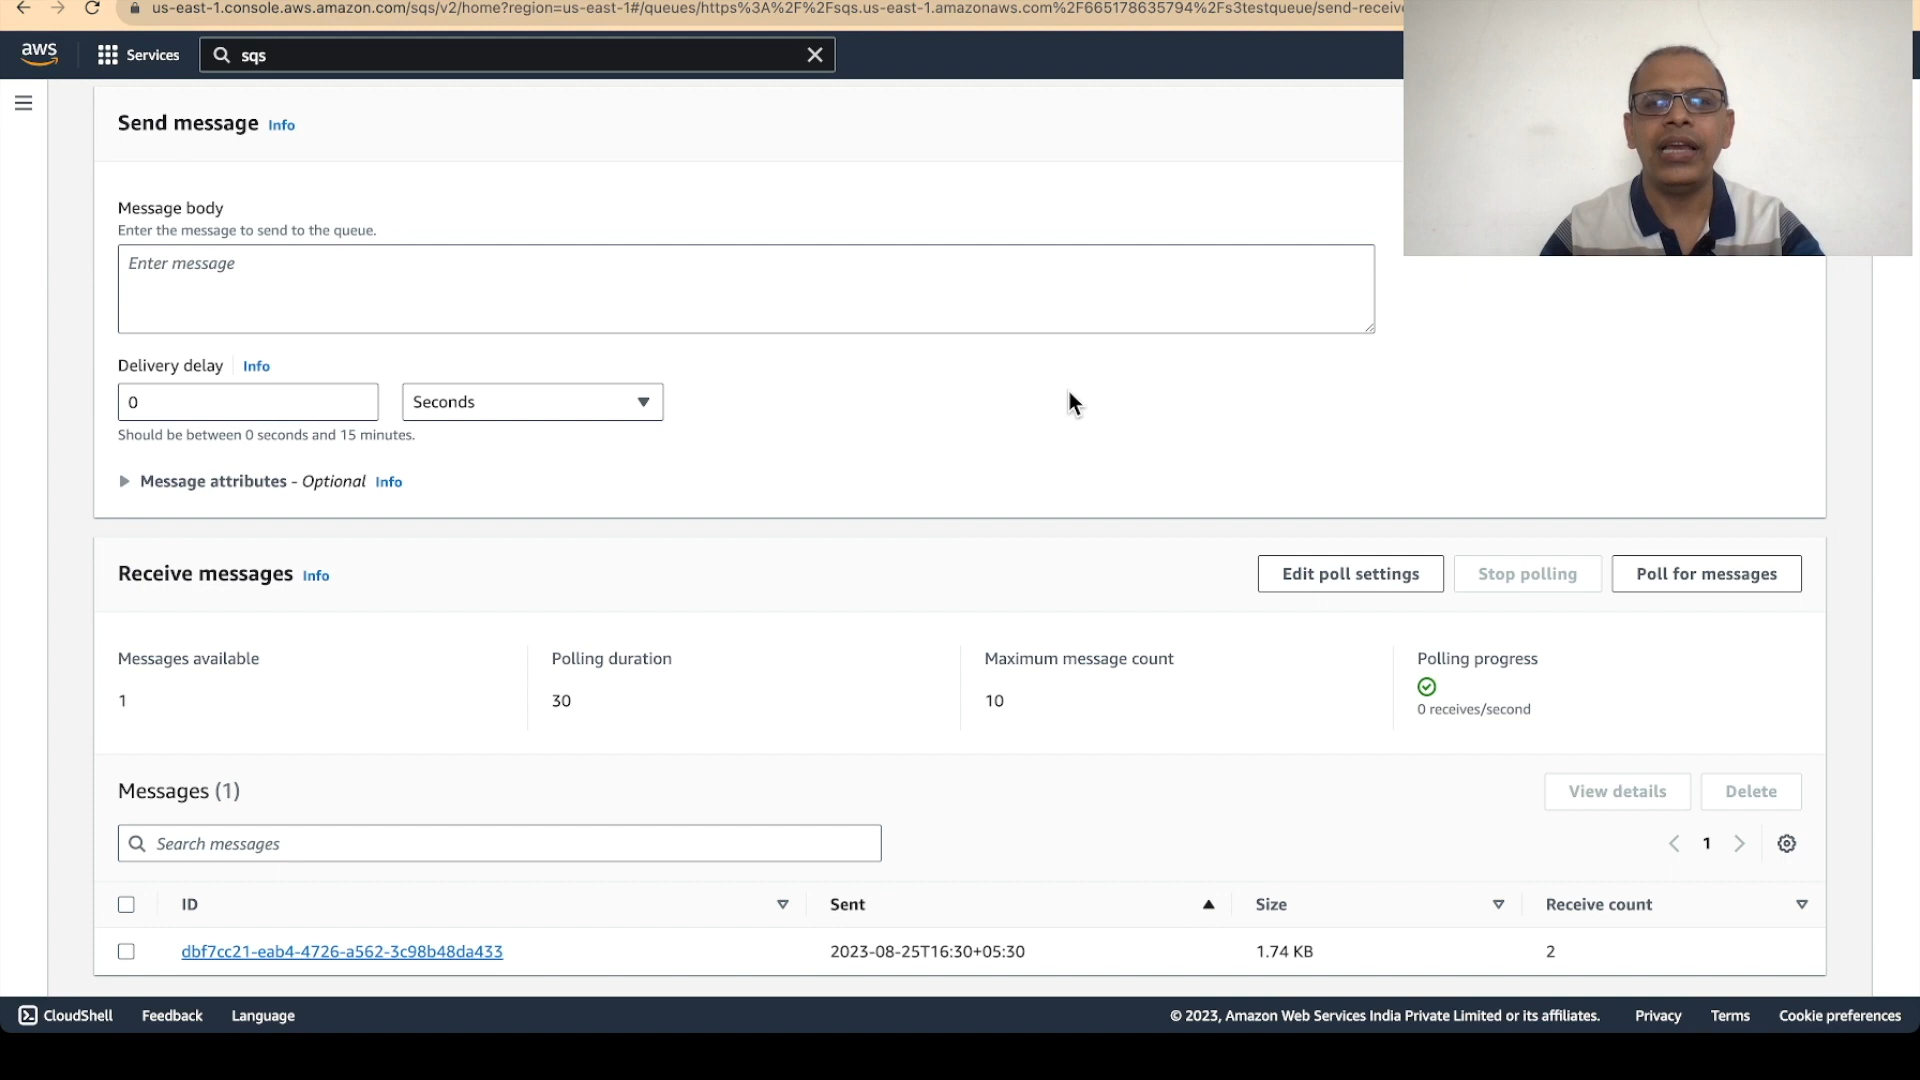 us-east-1.console.aws.amazon.com/sqs/v2/home?region=us-east-1#/queues/https%3A%2F%2Fsqs.us-east-1.amazonaws.com%2F665178635794%2Fs3testqueue/send-receive
aws Services sqs
Send message Info
Message body
Enter the message to send to the queue.
Enter message
Delivery delay Info
0 Seconds
Should be between 0 seconds and 15 minutes.
Message attributes - Optional Info
Receive messages Info Edit poll settings Stop polling Poll for messages
Messages available Polling duration Maximum message count Polling progress
1 30 10
0 receives/second
Messages (1) View details Delete
Search messages 1
ID Sent Size Receive count
dbf7cc21-eab4-4726-a562-3c98b48da433 2023-08-25T16:30+05:30 1.74 KB 2
CloudShell Feedback Language © 2023, Amazon Web Services India Private Limited or its affiliates. Privacy Terms Cookie preferences